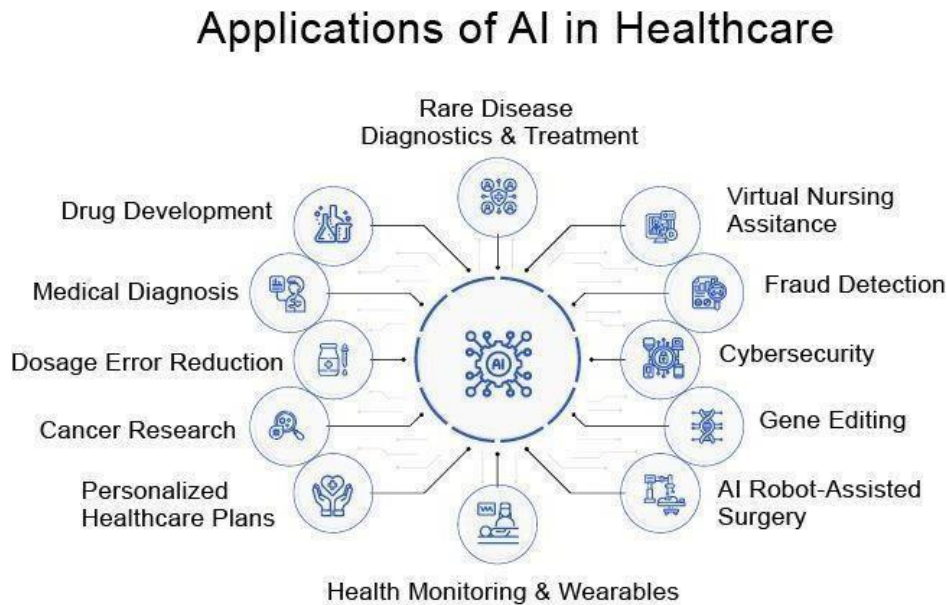 Applications of AI in Healthcare
Rare Disease
Diagnostics & Treatment
Drug Development
Virtual Nursing
Assitance
Medical Diagnosis
Fraud Detection
Dosage Error Reduction
AI
Cybersecurity
Cancer Research
Gene Editing
Personalized
Healthcare Plans
AI Robot-Assisted
Surgery
Health Monitoring & Wearables